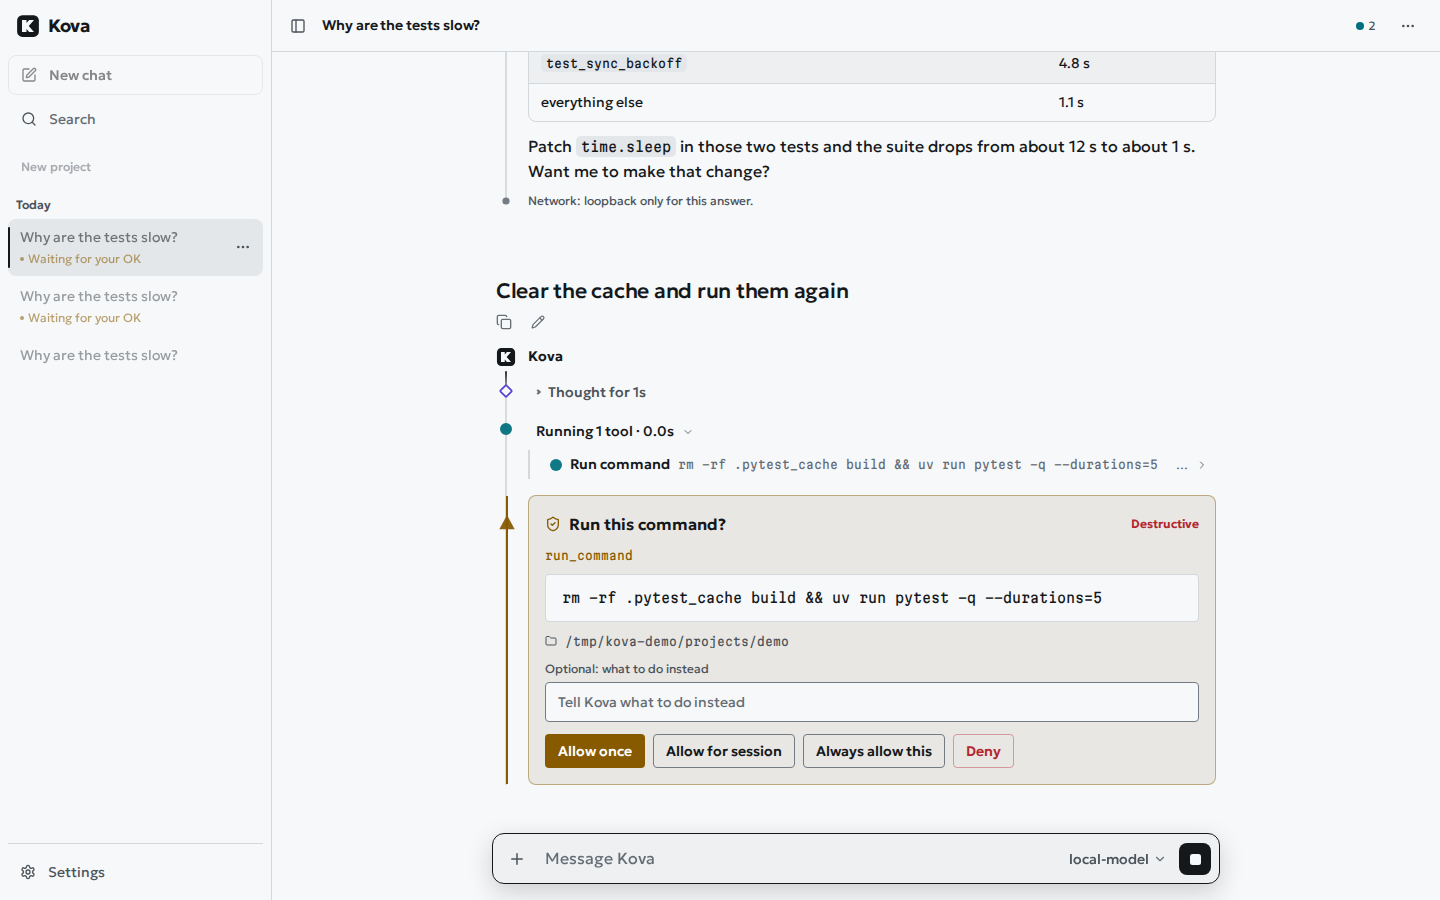 Kova
New chat
Search
New project
Today
Why are the tests slow?
• Waiting for your OK
Why are the tests slow?
• Waiting for your OK
Why are the tests slow?
Settings
Why are the tests slow?
2
test_sync_backoff 4.8 s
everything else 1.1 s
Patch time.sleep in those two tests and the suite drops from about 12 s to about 1 s.
Want me to make that change?
Network: loopback only for this answer.
Clear the cache and run them again
Kova
Thought for 1s
Running 1 tool · 0.0s
Run command rm -rf .pytest_cache build && uv run pytest -q --durations=5 ...
Run this command? Destructive
run_command
rm -rf .pytest_cache build && uv run pytest -q --durations=5
/tmp/kova-demo/projects/demo
Optional: what to do instead
Tell Kova what to do instead
Allow once Allow for session Always allow this Deny
Message Kova local-model